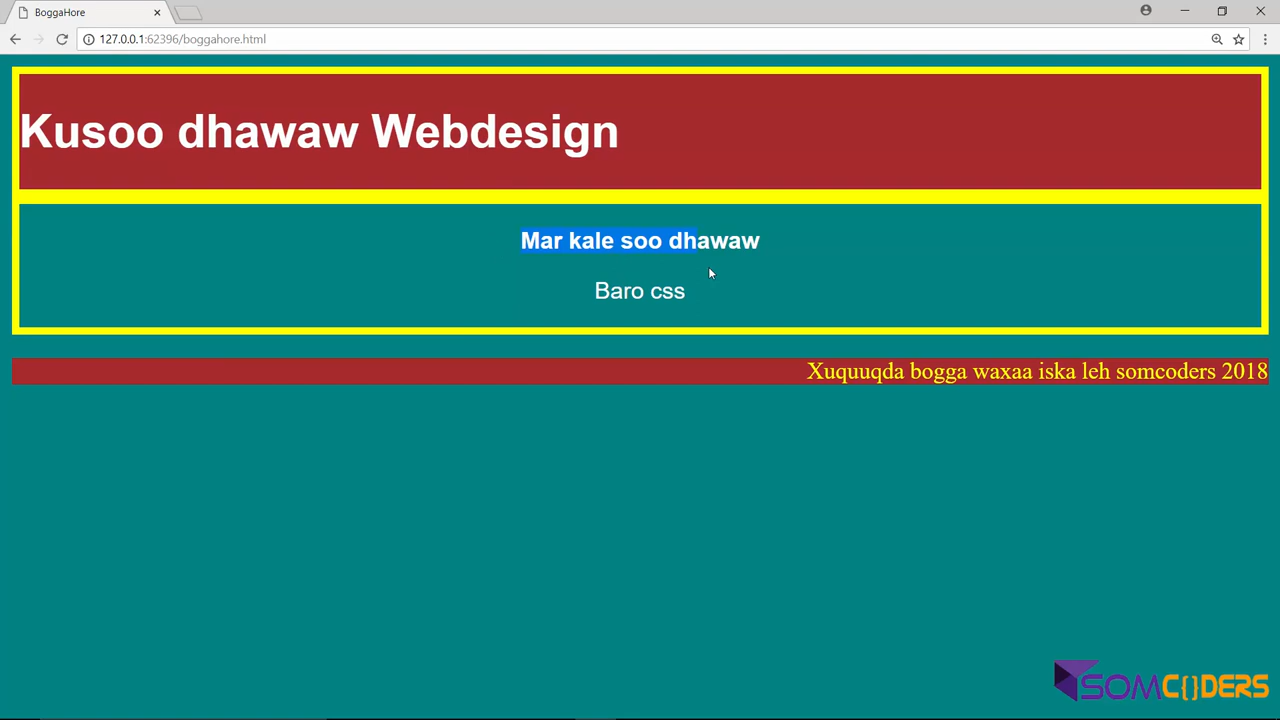 BoggaHore
127.0.0.1:62396/boggahore.html
Kusoo dhawaw Webdesign
Mar kale soo dhawaw
Baro css
Xuquuqda bogga waxaa iska leh somcoders 2018
SOMC{}DERS